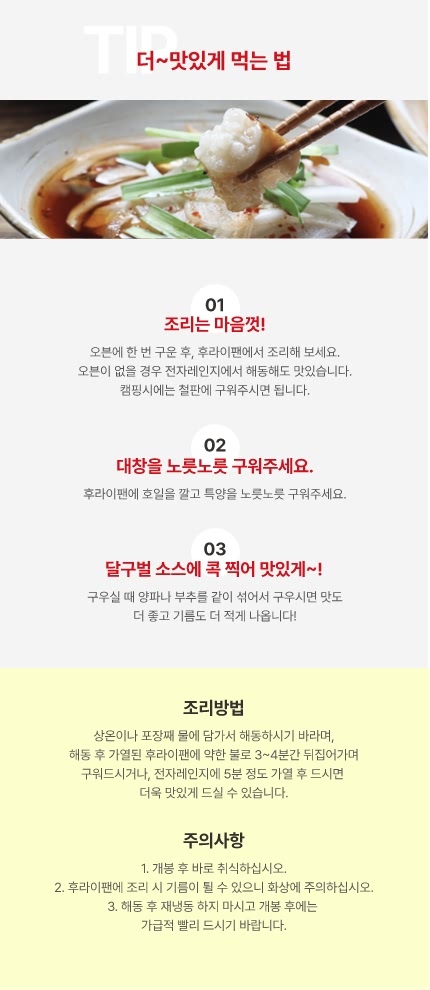 TIP
더~맛있게 먹는 법
01
조리는 마음껏!
오븐에 한 번 구운 후, 후라이팬에서 조리해 보세요.
오븐이 없을 경우 전자레인지에서 해동해도 맛있습니다.
캠핑시에는 철판에 구워주시면 됩니다.
02
대창을 노릇노릇 구워주세요.
후라이팬에 호일을 깔고 특양을 노릇노릇 구워주세요.
03
달구벌 소스에 콕 찍어 맛있게~!
구우실 때 양파나 부추를 같이 섞어서 구우시면 맛도
더 좋고 기름도 더 적게 나옵니다!
조리방법
상온이나 포장째 물에 담가서 해동하시기 바라며,
해동 후 가열된 후라이팬에 약한 불로 3~4분간 뒤집어가며
구워드시거나, 전자레인지에 5분 정도 가열 후 드시면
더욱 맛있게 드실 수 있습니다.
주의사항
1. 개봉 후 바로 취식하십시오.
2. 후라이팬에 조리 시 기름이 튈 수 있으니 화상에 주의하십시오.
3. 해동 후 재냉동 하지 마시고 개봉 후에는
가급적 빨리 드시기 바랍니다.